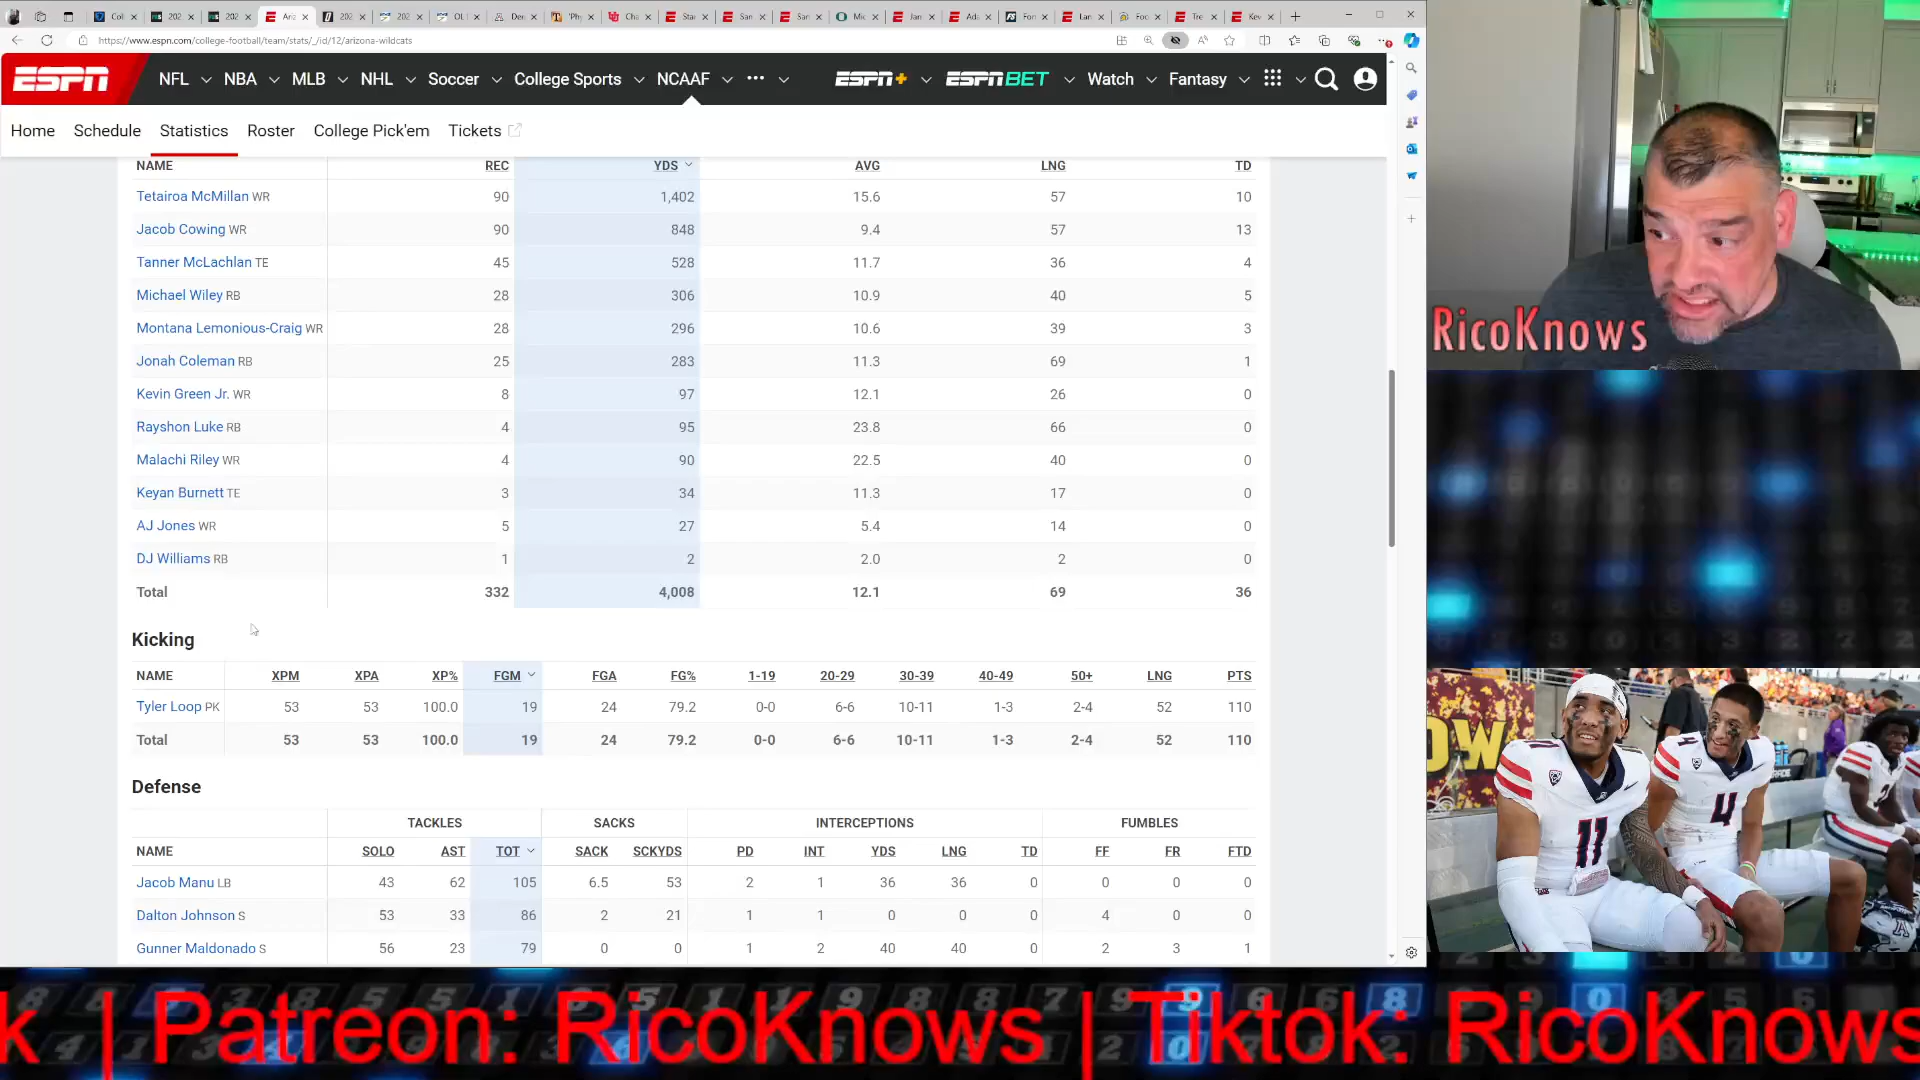 https://www.espn.com/college-football/team/stats/_/id/12/arizona-wildcats
ESPN NFL NBA MLB NHL Soccer College Sports NCAAF ESPN+ ESPN BET Watch Fantasy
Home Schedule Statistics Roster College Pick'em Tickets
NAME REC YDS AVG LNG TD
Tetairoa McMillan WR 90 1,402 15.6 57 10
Jacob Cowing WR 90 848 9.4 57 13
Tanner McLachlan TE 45 528 11.7 36 4
Michael Wiley RB 28 306 10.9 40 5
Montana Lemonious-Craig WR 28 296 10.6 39 3
Jonah Coleman RB 25 283 11.3 69 1
Kevin Green Jr. WR 8 97 12.1 26 0
Rayshon Luke RB 4 95 23.8 66 0
Malachi Riley WR 4 90 22.5 40 0
Keyan Burnett TE 3 34 11.3 17 0
AJ Jones WR 5 27 5.4 14 0
DJ Williams RB 1 2 2.0 2 0
Total 332 4,008 12.1 69 36
Kicking
NAME XPM XPA XP% FGM FGA FG% 1-19 20-29 30-39 40-49 50+ LNG PTS
Tyler Loop PK 53 53 100.0 19 24 79.2 0-0 6-6 10-11 1-3 2-4 52 110
Total 53 53 100.0 19 24 79.2 0-0 6-6 10-11 1-3 2-4 52 110
Defense
TACKLES SACKS INTERCEPTIONS FUMBLES
NAME SOLO AST TOT SACK SCKYDS PD INT YDS LNG TD FF FR FTD
Jacob Manu LB 43 62 105 6.5 53 2 1 36 36 0 0 0 0
Dalton Johnson S 53 33 86 2 21 1 1 0 0 0 4 0 0
Gunner Maldonado S 56 23 79 0 0 1 2 40 40 0 2 3 1
RicoKnows
11
4
k | Patreon: RicoKnows | Tiktok: RicoKnows